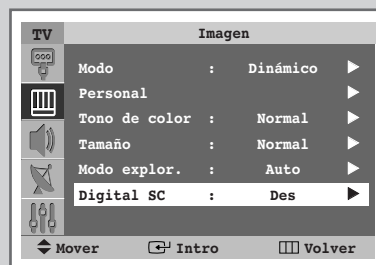 TV Imagen
Modo : Dinámico
Personal
Tono de color : Normal
Tamaño : Normal
Modo explor. : Auto
Digital SC : Des
Mover Intro Volver